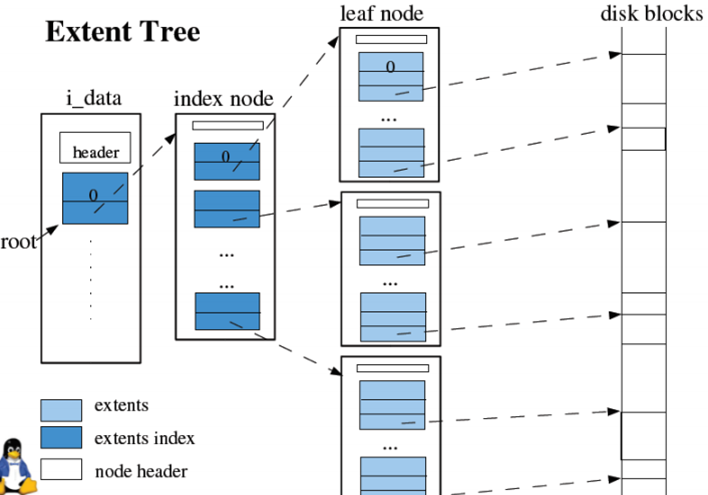 Extent Tree
leaf node
disk blocks
i_data
index node
0
header
0
0
...
root
...
...
...
...
extents
extents index
node header